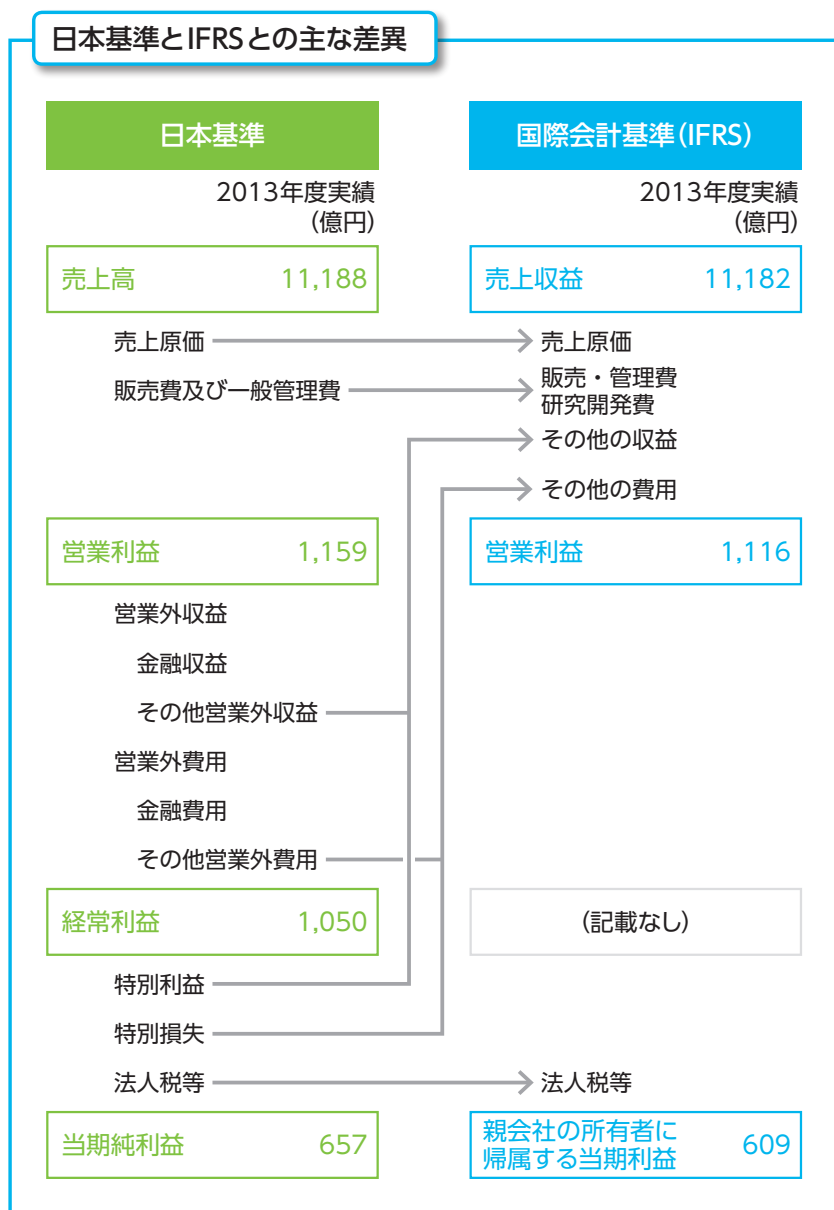 日本基準とIFRSとの主な差異
日本基準
国際会計基準(IFRS)
2013年度実績
(億円)
2013年度実績
(億円)
売上高 11,188
売上収益 11,182
売上原価
売上原価
販売費及び一般管理費
販売・管理費
研究開発費
その他の収益
その他の費用
営業利益 1,159
営業利益 1,116
営業外収益
金融収益
その他営業外収益
営業外費用
金融費用
その他営業外費用
経常利益 1,050
(記載なし)
特別利益
特別損失
法人税等
法人税等
当期純利益 657
親会社の所有者に
帰属する当期利益 609